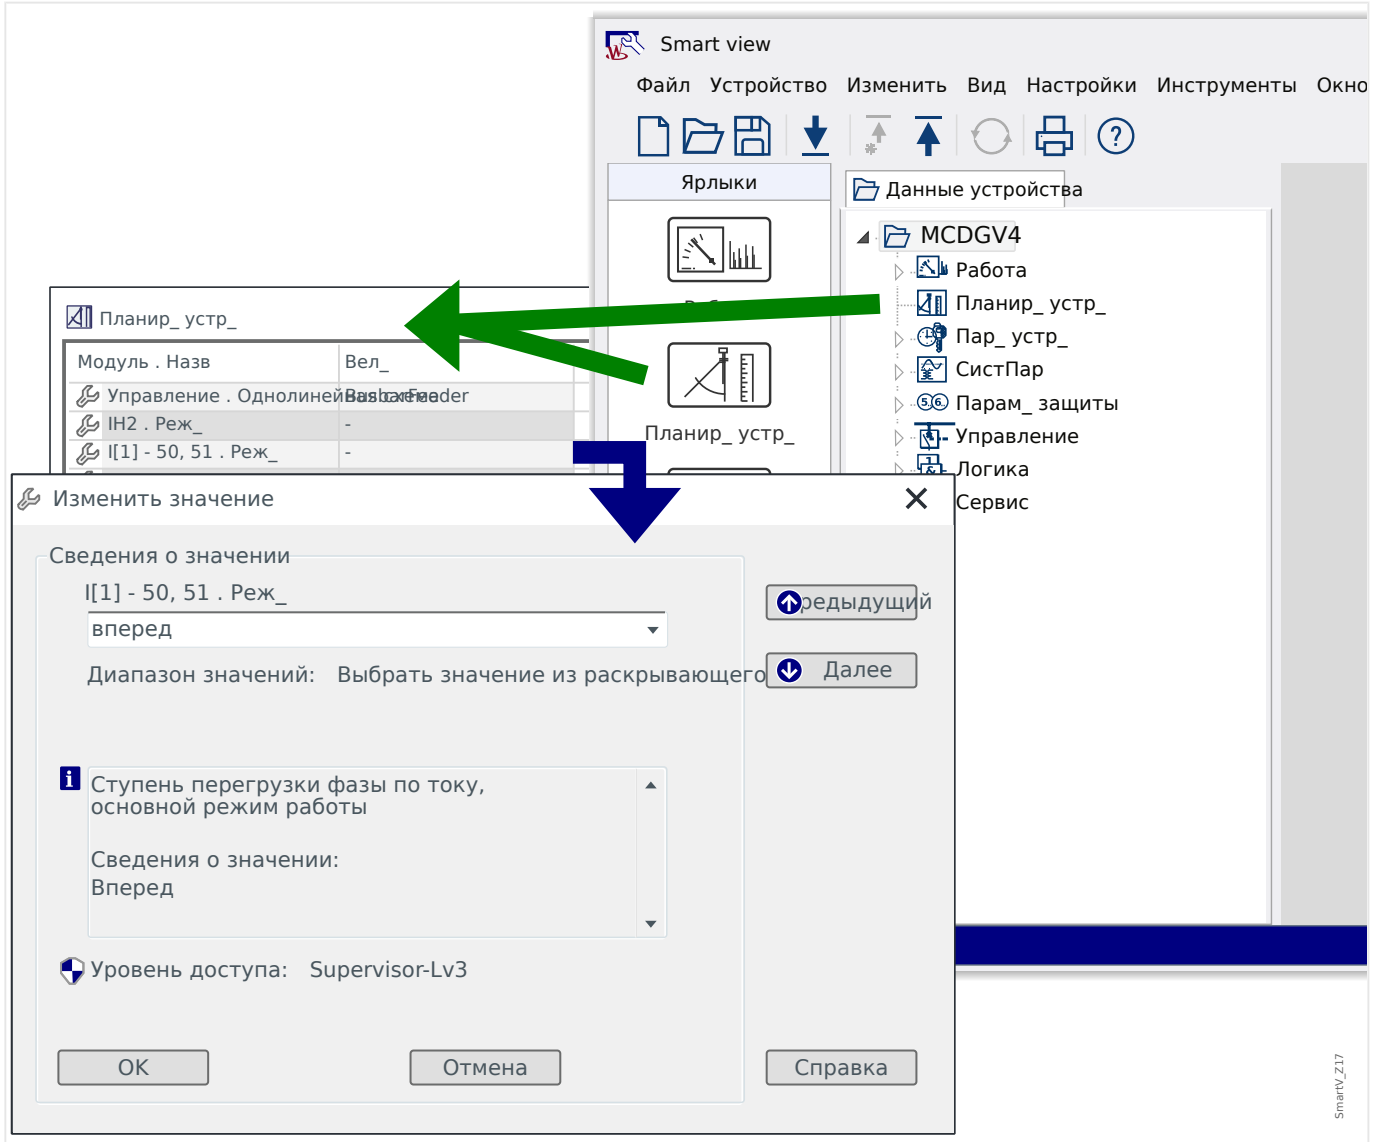 Smart view
Файл Устройство Изменить Вид Настройки Инструменты Окно
Ярлыки
Данные устройства
MCDGV4
Работа
Планир_ устр_
Пар_ устр_
СистПар
Парам_ защиты
Управление
Логика
Сервис
Планир_ устр_
Планир_ устр_
Модуль . Назв Вел_
Управление . Однолинейная схема BusbarFeeder
IH2 . Реж_ -
I[1] - 50, 51 . Реж_ -
Изменить значение
Сведения о значении
I[1] - 50, 51 . Реж_
вперед
Диапазон значений: Выбрать значение из раскрывающего
Предыдущий
Далее
Ступень перегрузки фазы по току,
основной режим работы
Сведения о значении:
Вперед
Уровень доступа: Supervisor-Lv3
OK Отмена Справка
SmartV_Z17